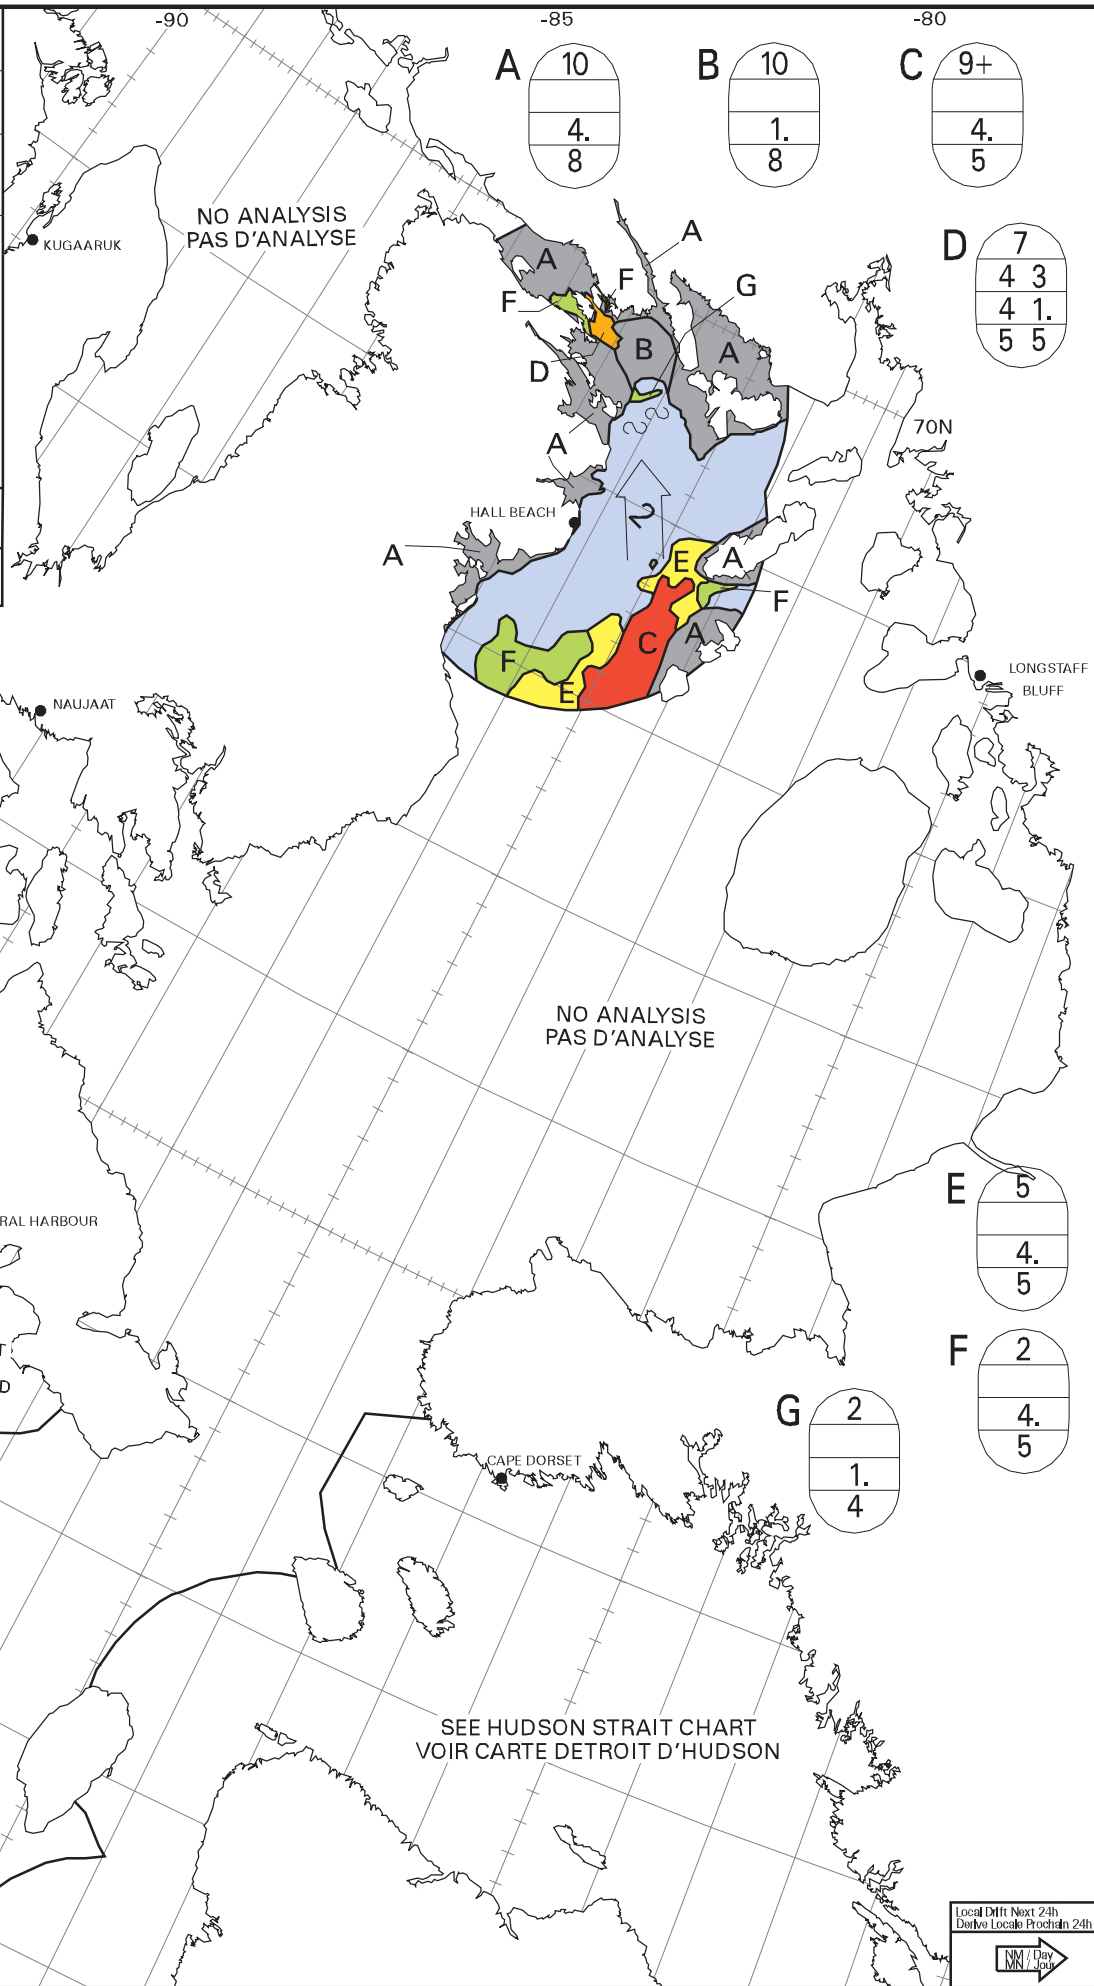 -90
-85
-80
A
10
4.
8
B
10
1.
8
C
9+
4.
5
D
7
4 3
4 1.
5 5
NO ANALYSIS
PAS D'ANALYSE
KUGAARUK
A
A
F
F
G
B
A
D
A
70N
HALL BEACH
2
A
E
A
F
A
C
F
E
LONGSTAFF
BLUFF
NAUJAAT
NO ANALYSIS
PAS D'ANALYSE
E
5
4.
5
RAL HARBOUR
F
2
4.
5
T
D
G
2
1.
4
CAPE DORSET
SEE HUDSON STRAIT CHART
VOIR CARTE DETROIT D'HUDSON
Local Drift Next 24h
Derive Locale Prochain 24h
NM / Day
MN / Jour